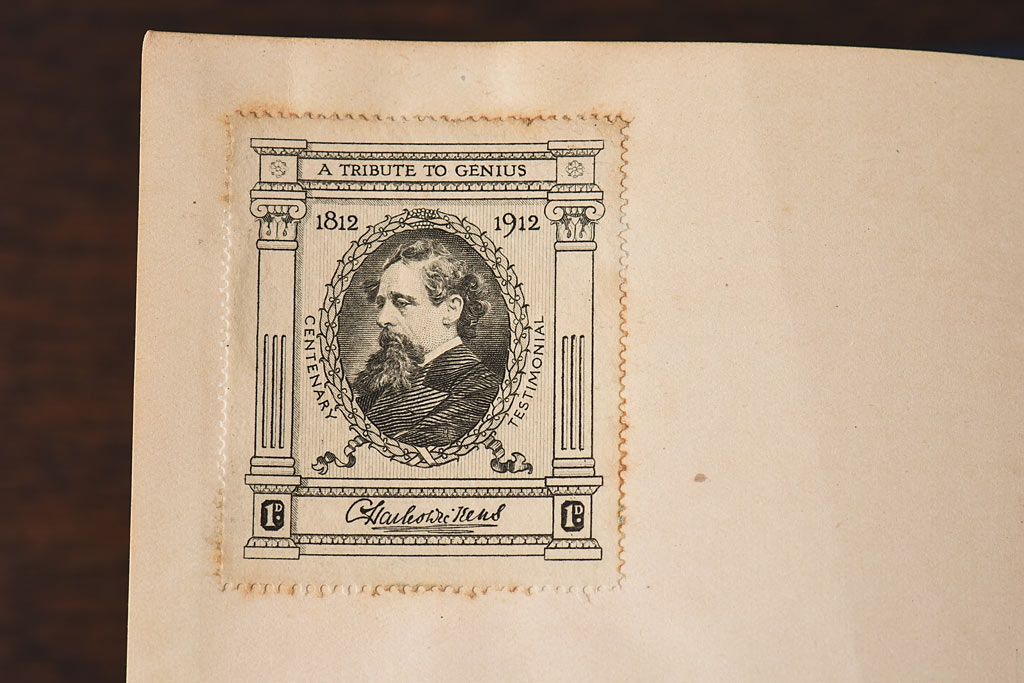 A TRIBUTE TO GENIUS
1812 1912
CENTENARY
TESTIMONIAL
Charles Dickens
1D 1D